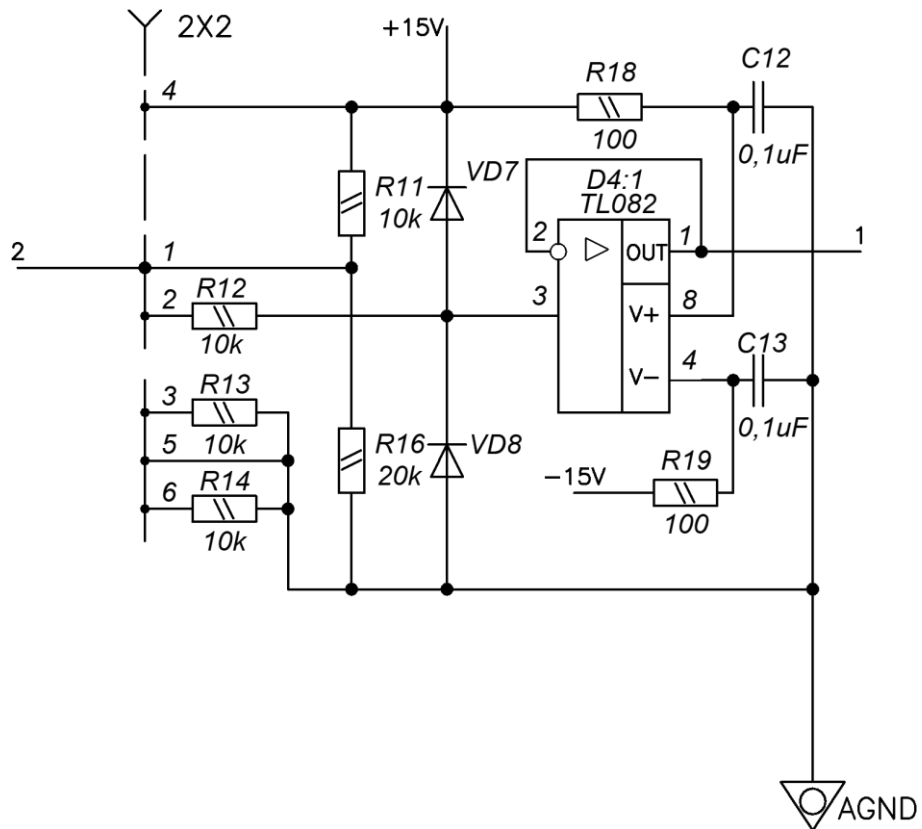 2X2
+15V
C12
R18
4
100
0,1uF
VD7
D4:1
TL082
R11
10k
2
1
2
OUT
1
1
2
R12
3
V+
8
10k
C13
V−
4
R13
3
10k
0,1uF
5
R16
20k
VD8
R19
6
R14
−15V
10k
100
AGND